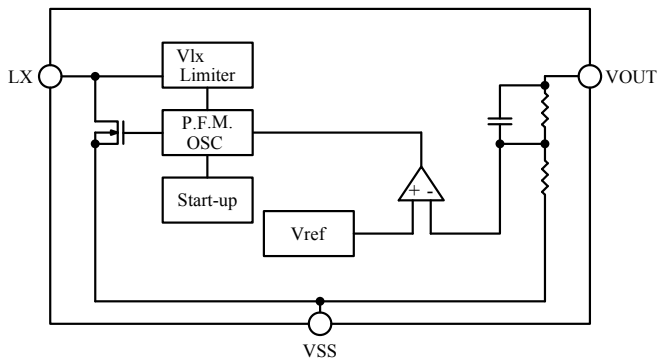 Vlx
Limiter
LX
VOUT
P.F.M.
OSC
+ -
Start-up
Vref
VSS